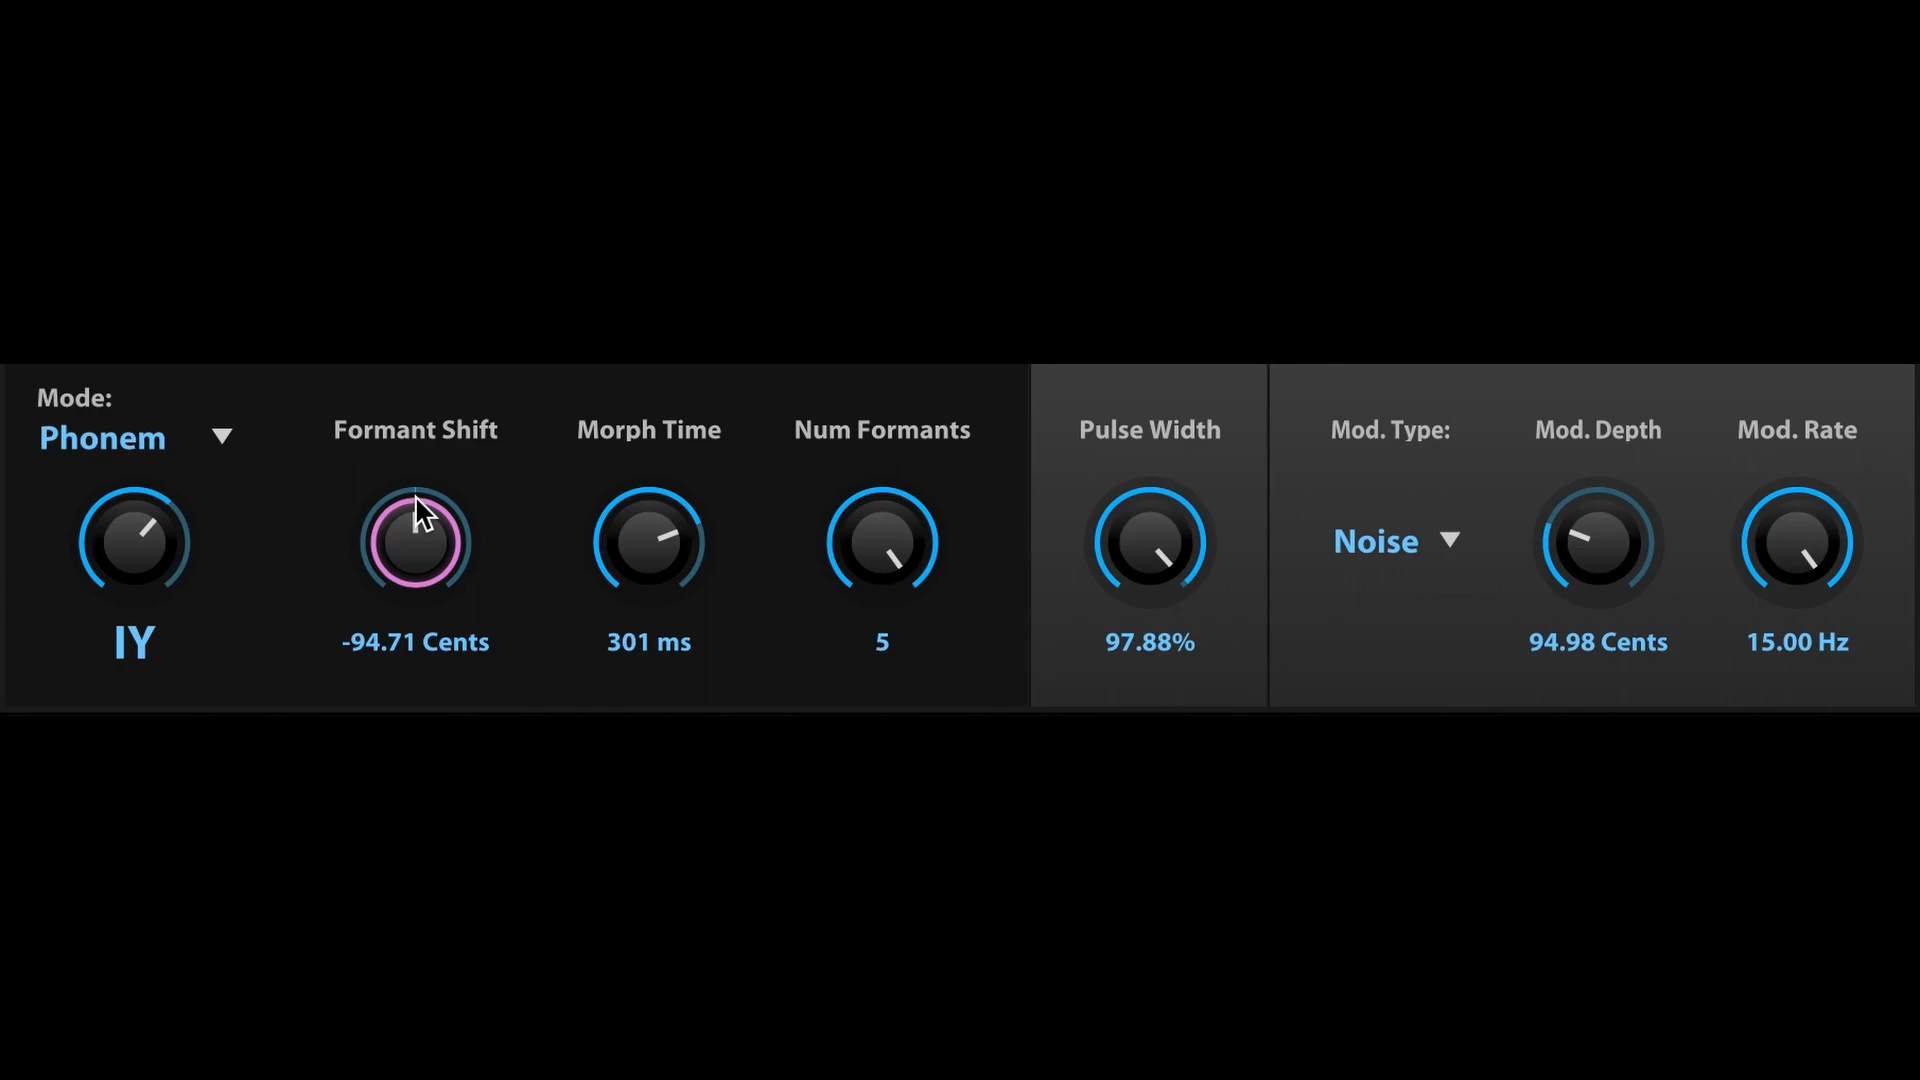 Mode:
Phonem
Formant Shift
Morph Time
Num Formants
Pulse Width
Mod. Type:
Mod. Depth
Mod. Rate
Noise
IY
-94.71 Cents
301 ms
5
97.88%
94.98 Cents
15.00 Hz